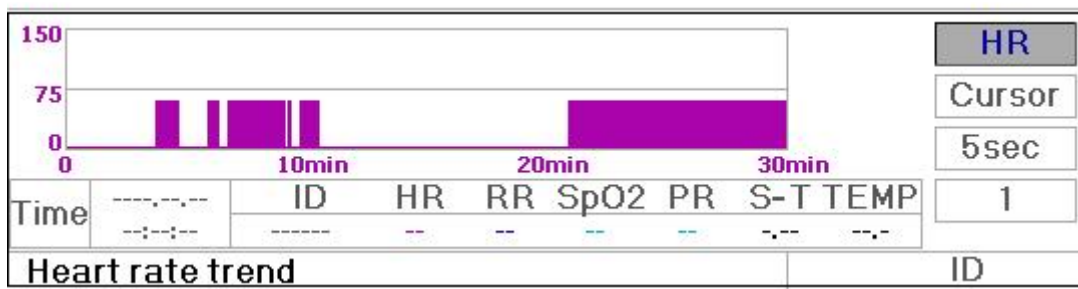 150
HR
75
Cursor
0
5sec
0 10min 20min 30min
1
Time ----.--.-- ID HR RR SpO2 PR S-T TEMP
--:--:-- ------ -- -- -- -- -.-- --.-
Heart rate trend ID